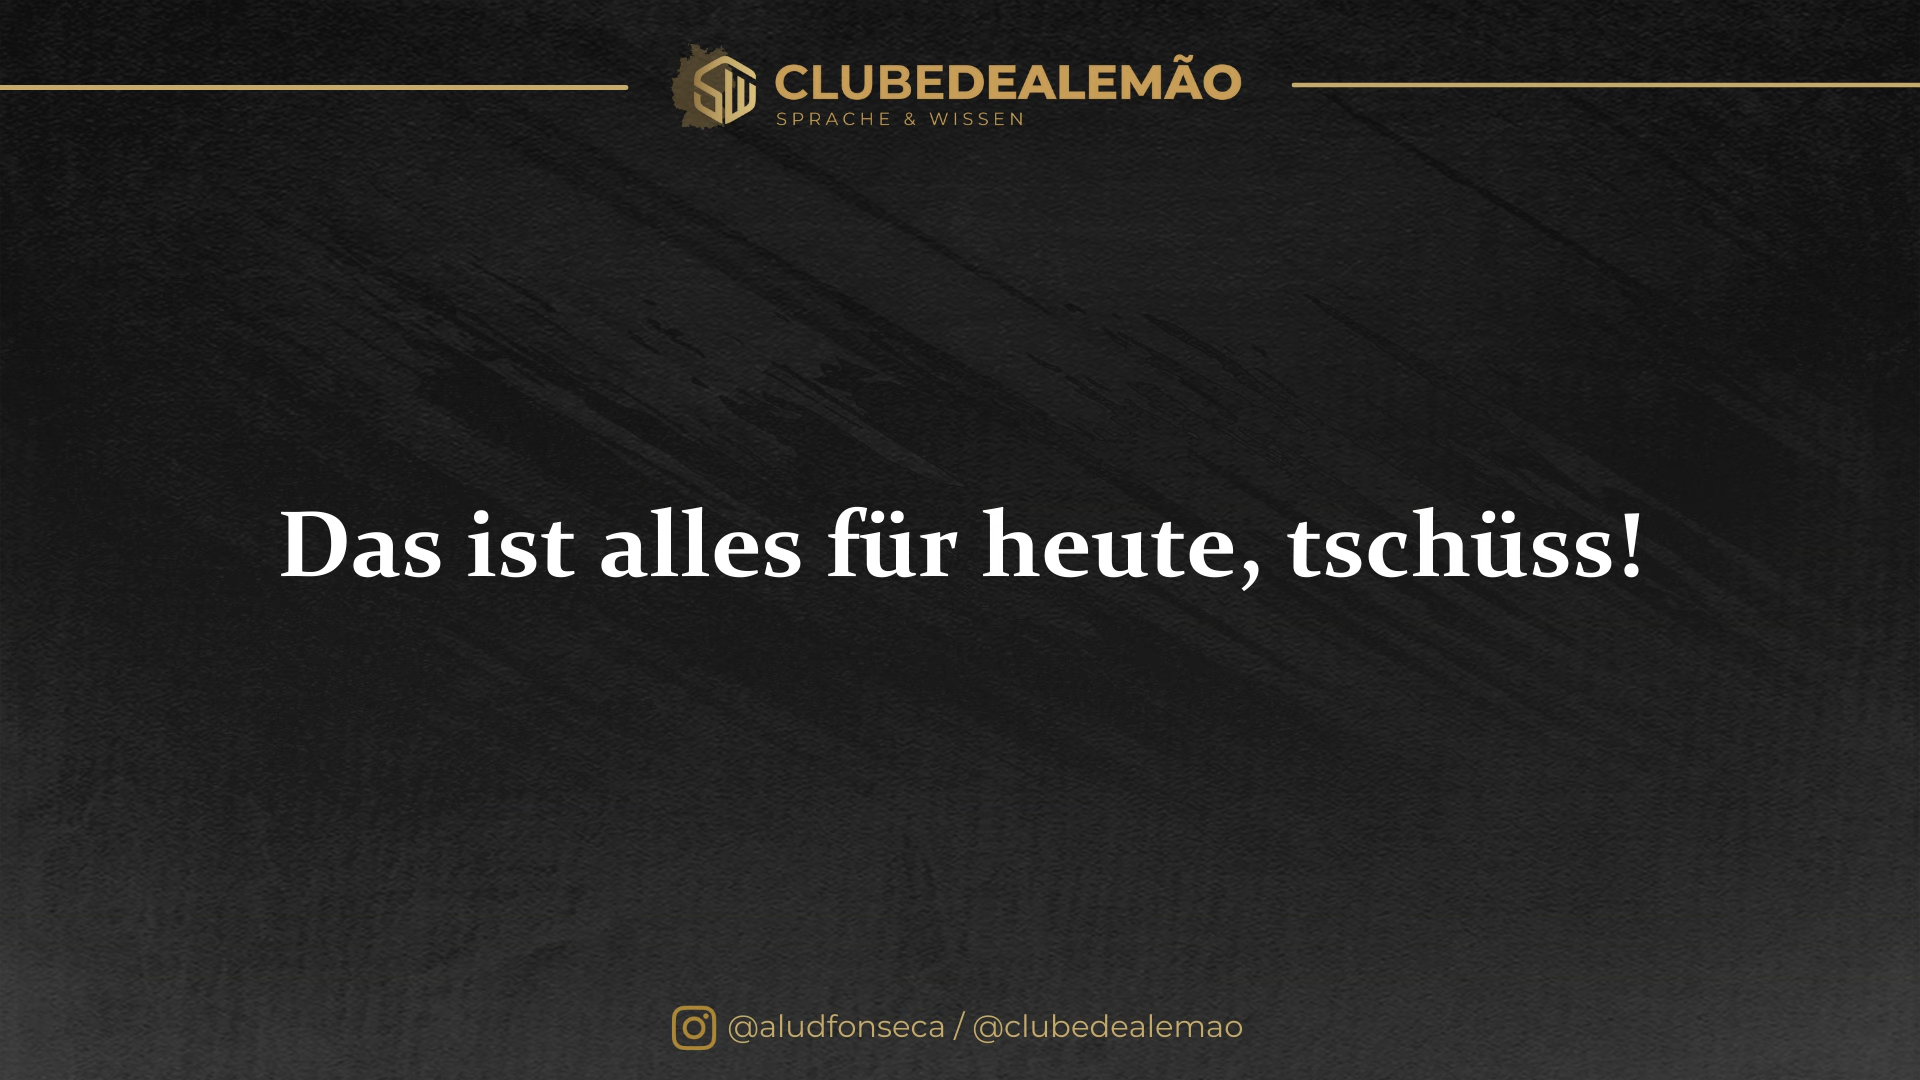 CLUBEDEALEMÃO
SPRACHE & WISSEN
Das ist alles für heute, tschüss!
@aludfonseca / @clubedealemao